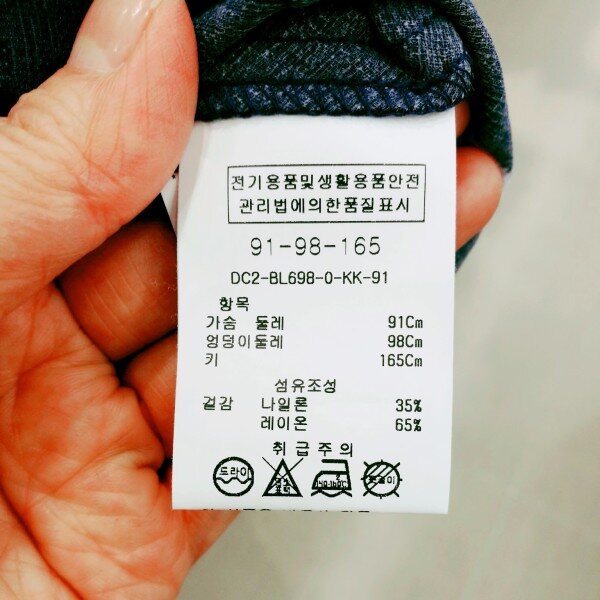 전기용품및생활용품안전
관리법에의한품질표시
91-98-165
DC2-BL698-0-KK-91
항목
가슴 둘레 91Cm
엉덩이둘레 98Cm
키 165Cm
섬유조성
겉감 나일론 35%
레이온 65%
취급주의
드라이